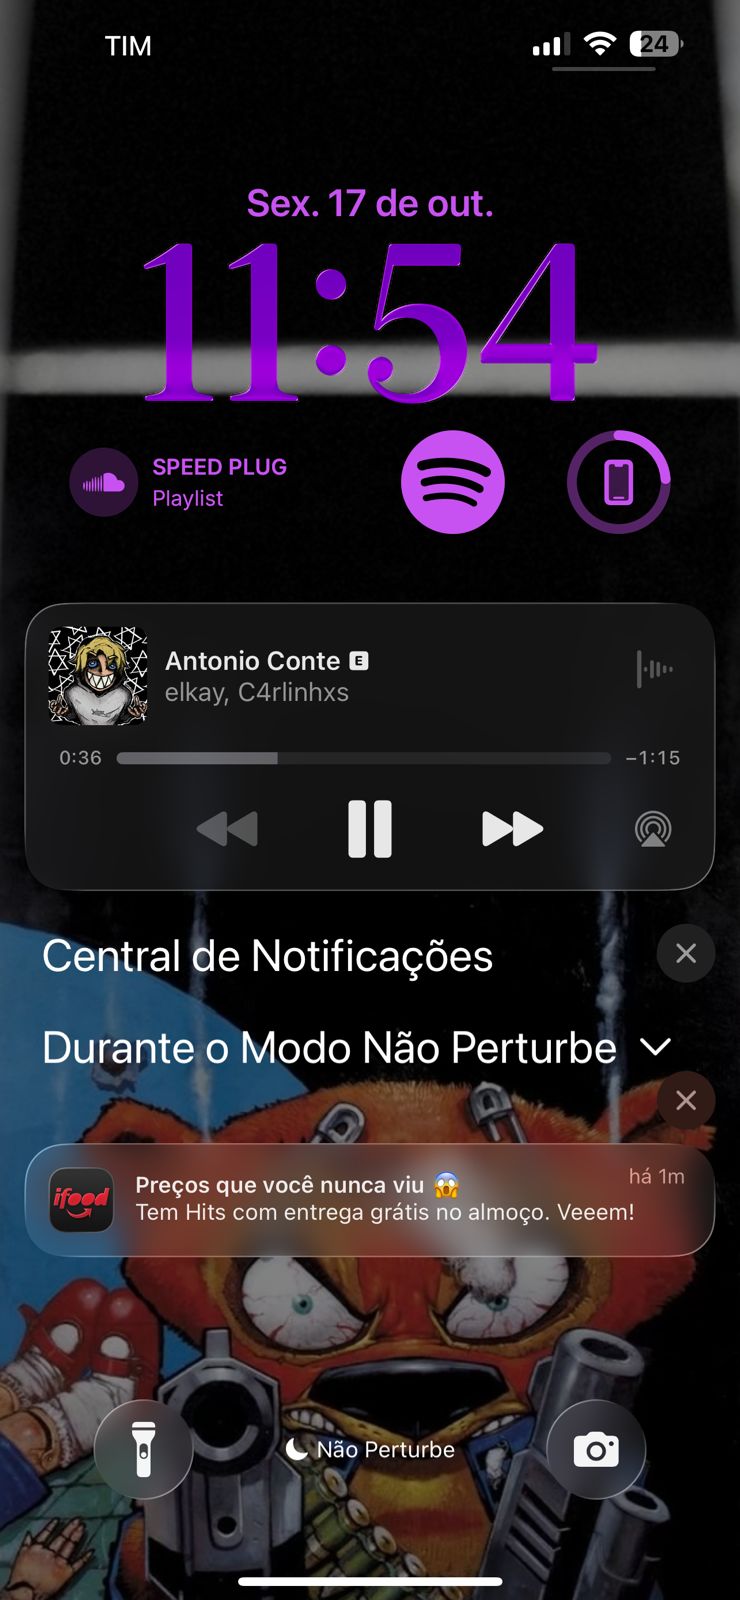 TIM
24
Sex. 17 de out.
11:54
SPEED PLUG
Playlist
Antonio Conte E
elkay, C4rlinhxs
0:36
−1:15
Central de Notificações
Durante o Modo Não Perturbe
ifood
Preços que você nunca viu 😱
há 1m
Tem Hits com entrega grátis no almoço. Veeem!
Não Perturbe